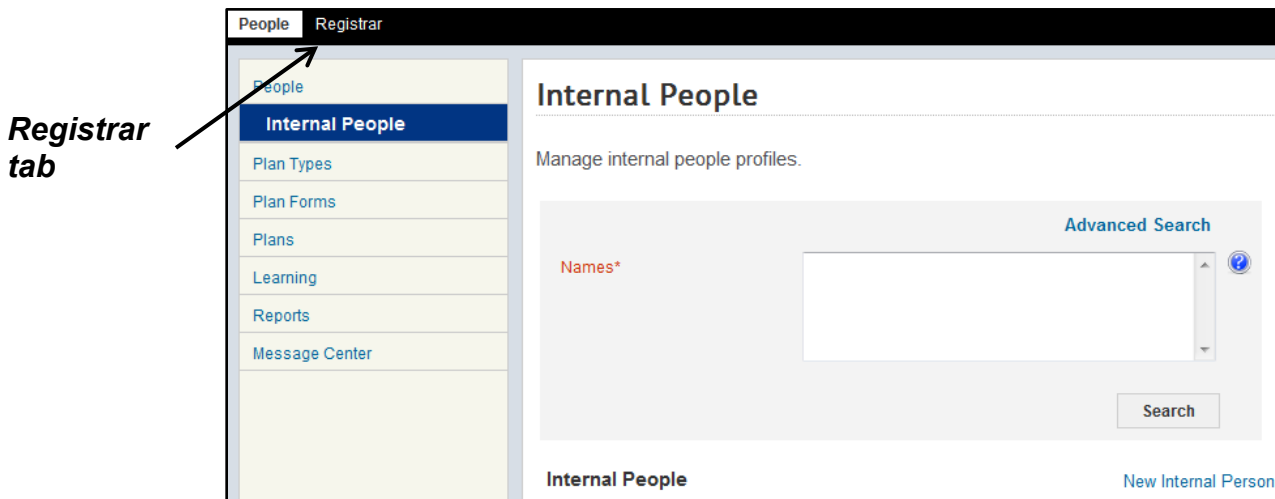 People Registrar
Registrar
tab
People
Internal People
Plan Types
Plan Forms
Plans
Learning
Reports
Message Center
Internal People
Manage internal people profiles.
Advanced Search
Names*
?
Search
Internal People
New Internal Person